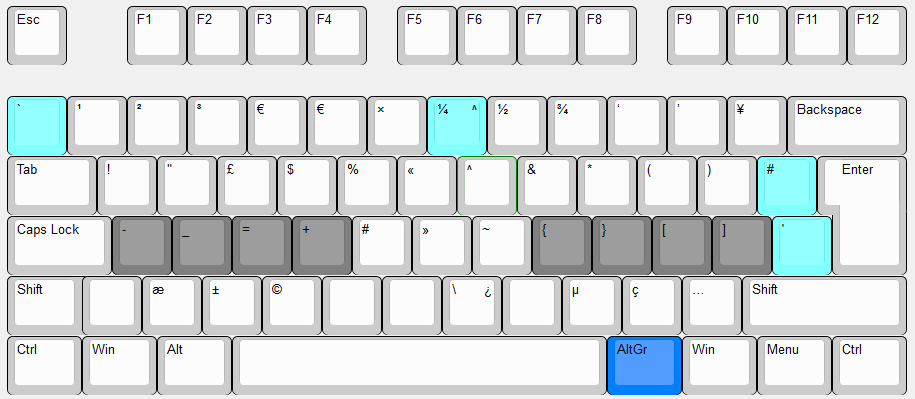 Esc F1 F2 F3 F4 F5 F6 F7 F8 F9 F10 F11 F12
` ¹ ² ³ € € × ¼ ^ ½ ¾ ‘ ’ ¥ Backspace
Tab ! " £ $ % « ^ & * ( ) # Enter
Caps Lock - _ = + # » ~ { } [ ] '
Shift æ ± © \ ¿ µ ç … Shift
Ctrl Win Alt AltGr Win Menu Ctrl